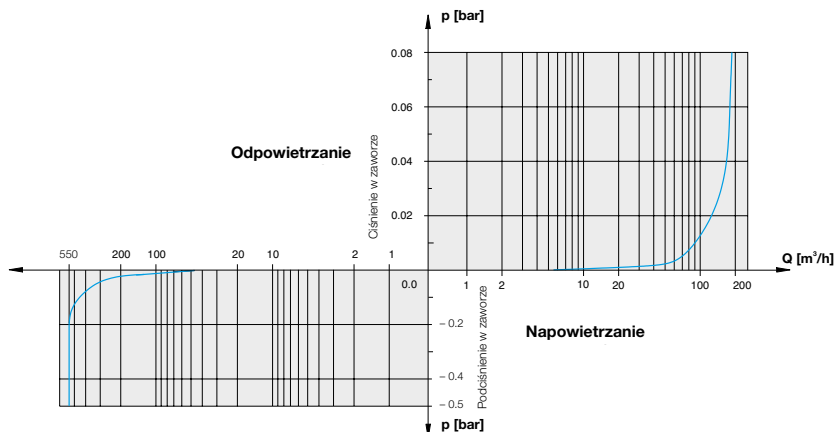 p [bar]
0.08
0.06
Odpowietrzanie
Ciśnienie w zaworze
0.04
0.02
550 200 100 20 10 2 1
0.0
1 2 10 20 100 200
Q [m³/h]
Podciśnienie w zaworze
Napowietrzanie
– 0.2
– 0.4
– 0.5
p [bar]